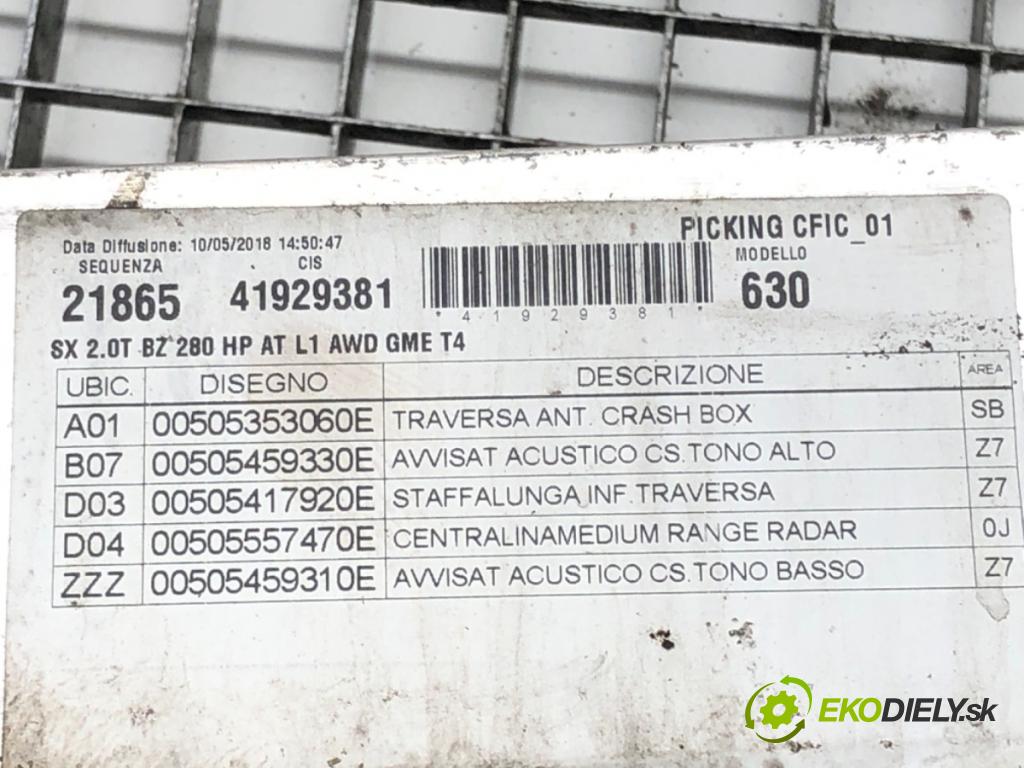 PICKING CFIC_01
Data Diffusione: 10/05/2018 14:50:47
SEQUENZA CIS MODELLO
21865 41929381 630
*41929381*
SX 2.0T BZ 280 HP AT L1 AWD GME T4
UBIC. DISEGNO DESCRIZIONE AREA
A01 00505353060E TRAVERSA ANT. CRASH BOX SB
B07 00505459330E AVVISAT ACUSTICO CS.TONO ALTO Z7
D03 00505417920E STAFFALUNGA INF.TRAVERSA Z7
D04 00505557470E CENTRALINAMEDIUM RANGE RADAR 0J
ZZZ 00505459310E AVVISAT ACUSTICO CS.TONO BASSO Z7
EKODIELY.sk